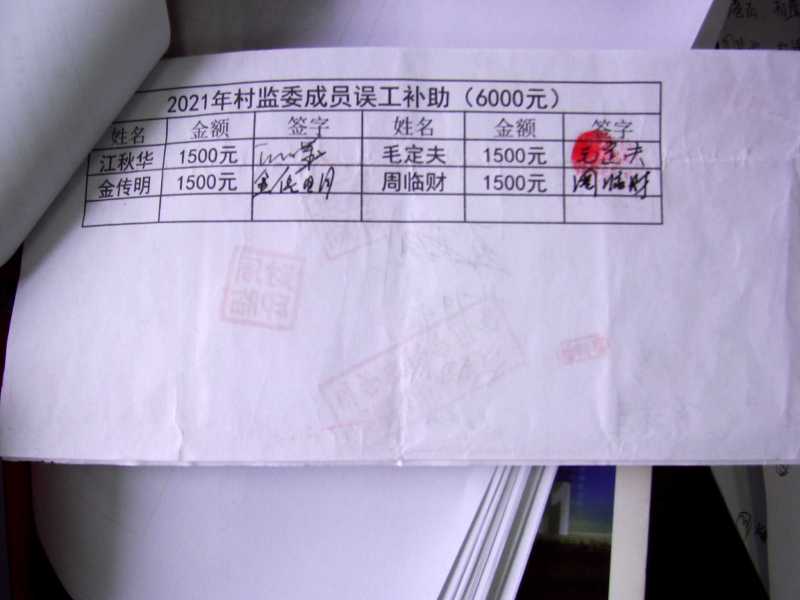 2021年村监委成员误工补助（6000元）
姓名 金额 签字 姓名 金额 签字
江秋华 1500元 毛定夫 1500元 毛定夫
金传明 1500元 金传明 周临财 1500元 周临财